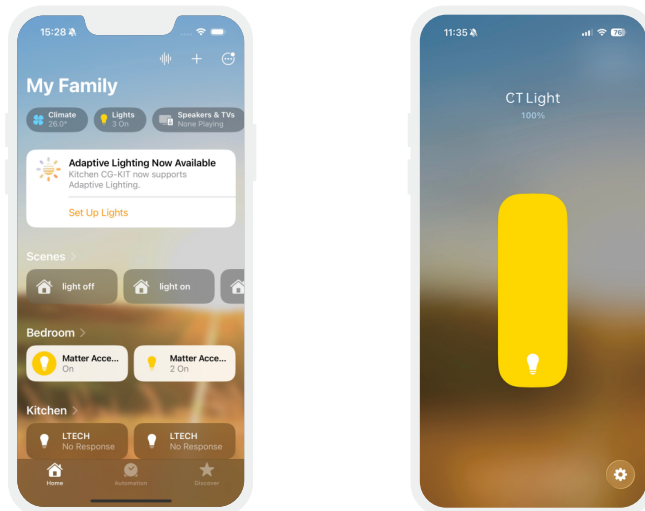 15:28
My Family
Climate
26.0°
Lights
3 On
Speakers & TVs
None Playing
Adaptive Lighting Now Available
Kitchen CG-KIT now supports
Adaptive Lighting.
Set Up Lights
Scenes
light off
light on
Bedroom
Matter Acce...
On
Matter Acce...
2 On
Kitchen
LTECH
No Response
LTECH
No Response
Home
Automation
Discover
11:35
76
CT Light
100%